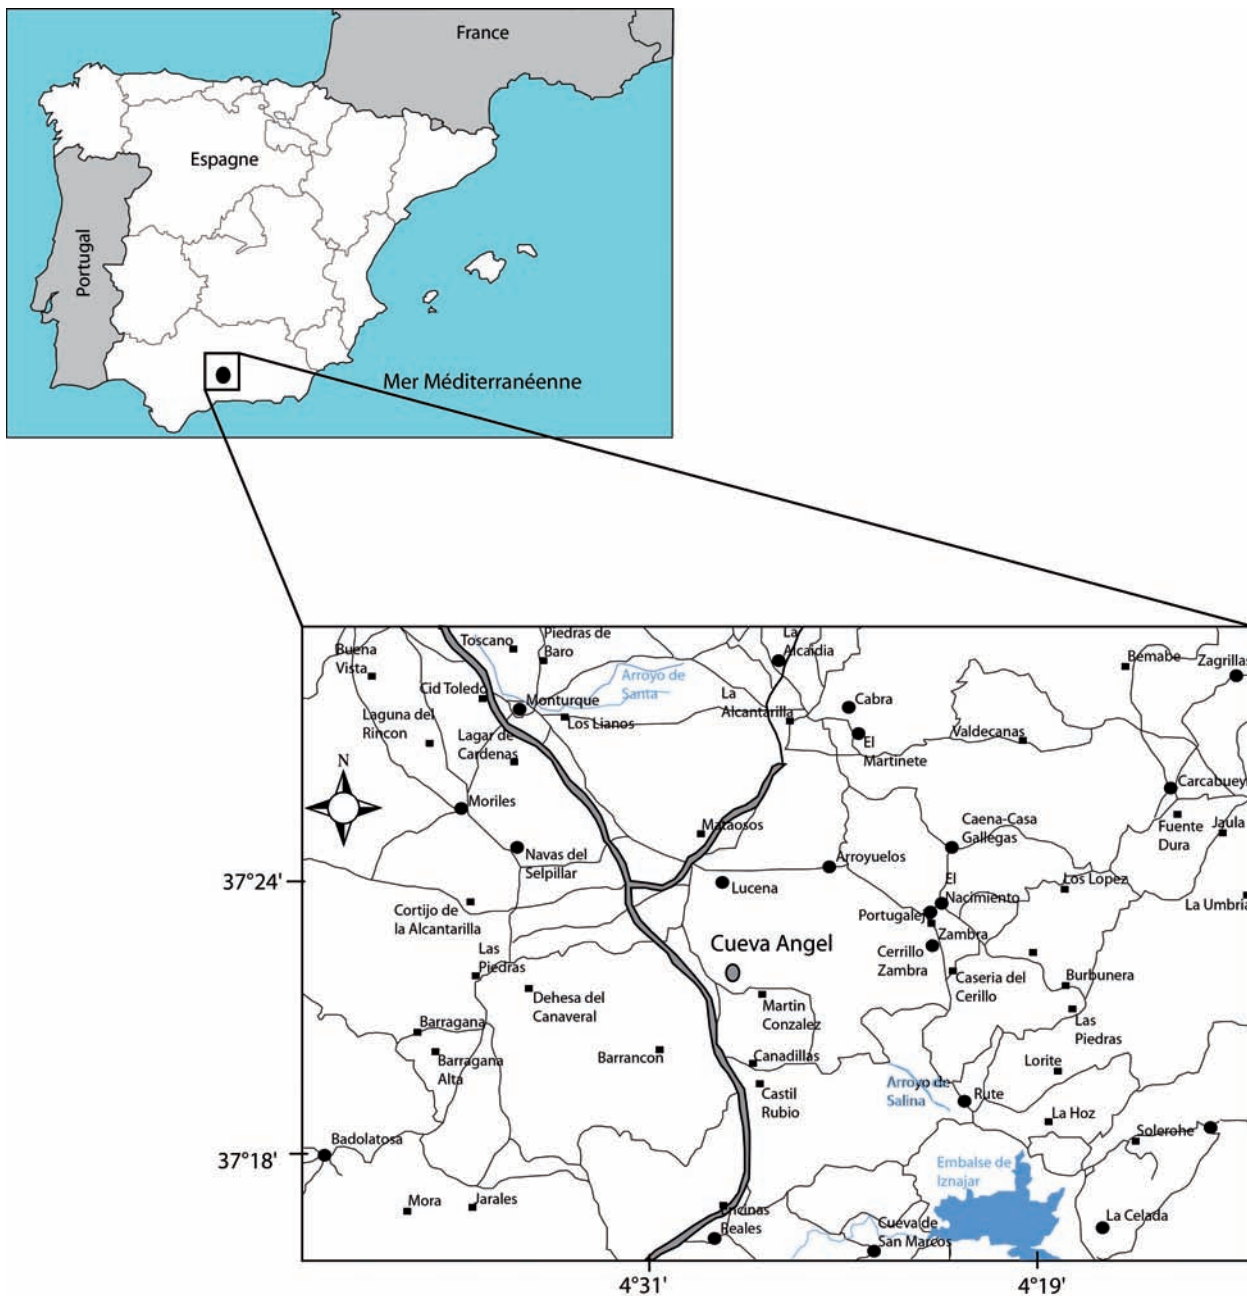 France
Espagne
Portugal
Mer Méditerranéenne
Toscano
Piedras de
Baro
La
Alcaidia
Buena
Vista
Bemabe
Zagrillas
Arroyo de
Santa
Cid Toledo
Monturque
La
Alcantarilla
Cabra
Laguna del
Rincon
Los Lianos
Lagar de
Cardenas
El
Martinete
Valdecanas
N
Carcabuey
Moriles
Mataosos
Caena-Casa
Gallegas
Fuente
Dura
Jaula
Navas del
Selpillar
Arroyuelos
37°24'
Lucena
El
Nacimiento
Los Lopez
La Umbria
Cortijo de
la Alcantarilla
Portugalej
Zambra
Cueva Angel
Cerrillo
Zambra
Las
Piedras
Caseria del
Cerillo
Burbunera
Dehesa del
Canaveral
Martin
Conzalez
Las
Piedras
Barragana
Barragana
Alta
Barrancon
Canadillas
Lorite
Castil
Rubio
Arroyo de
Salina
Rute
La Hoz
Badolatosa
Solerohe
37°18'
Embalse de
Iznajar
Mora
Jarales
ncinas
Reales
Cueva de
San Marcos
La Celada
4°31'
4°19'